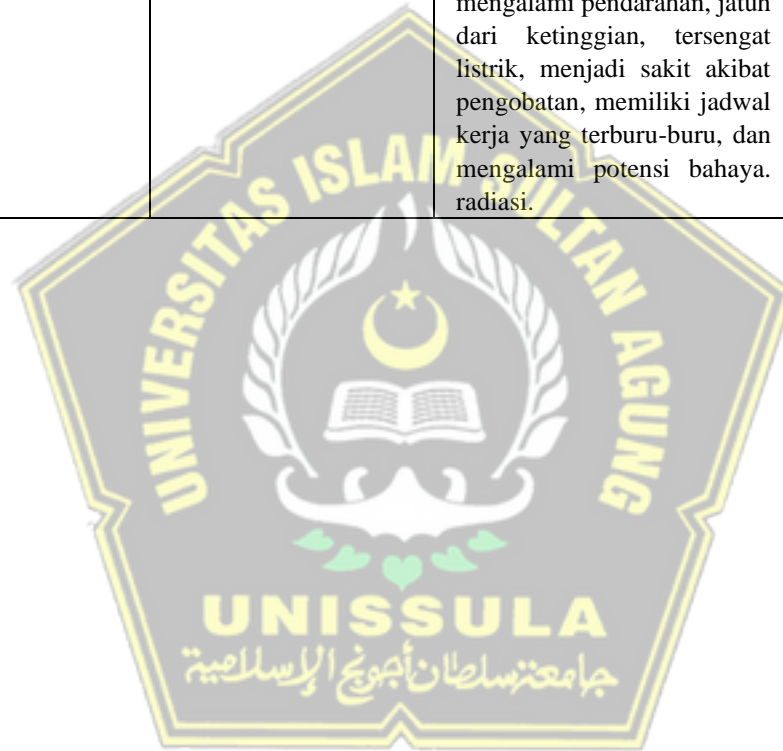 mengalami pendarahan, jatuh
dari ketinggian, tersengat
listrik, menjadi sakit akibat
pengobatan, memiliki jadwal
kerja yang terburu-buru, dan
mengalami potensi bahaya.
radiasi.
UNIVERSITAS ISLAM SULTAN AGUNG
UNISSULA
جامعة سلطان أجونج الإسلامية